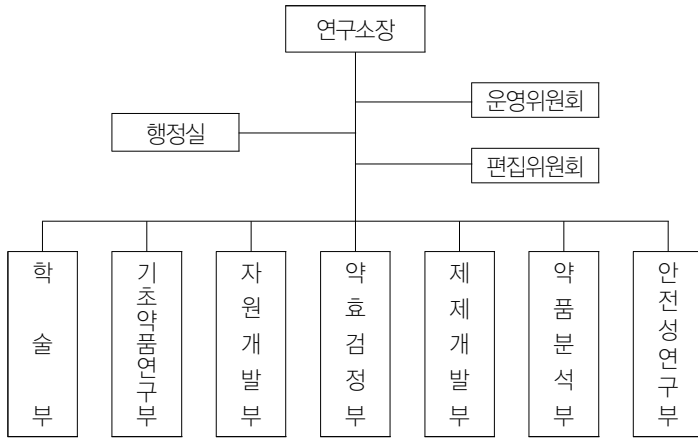 연구소장
운영위원회
행정실
편집위원회
학술부
기초약품연구부
자원개발부
약효검정부
제제개발부
약품분석부
안전성연구부